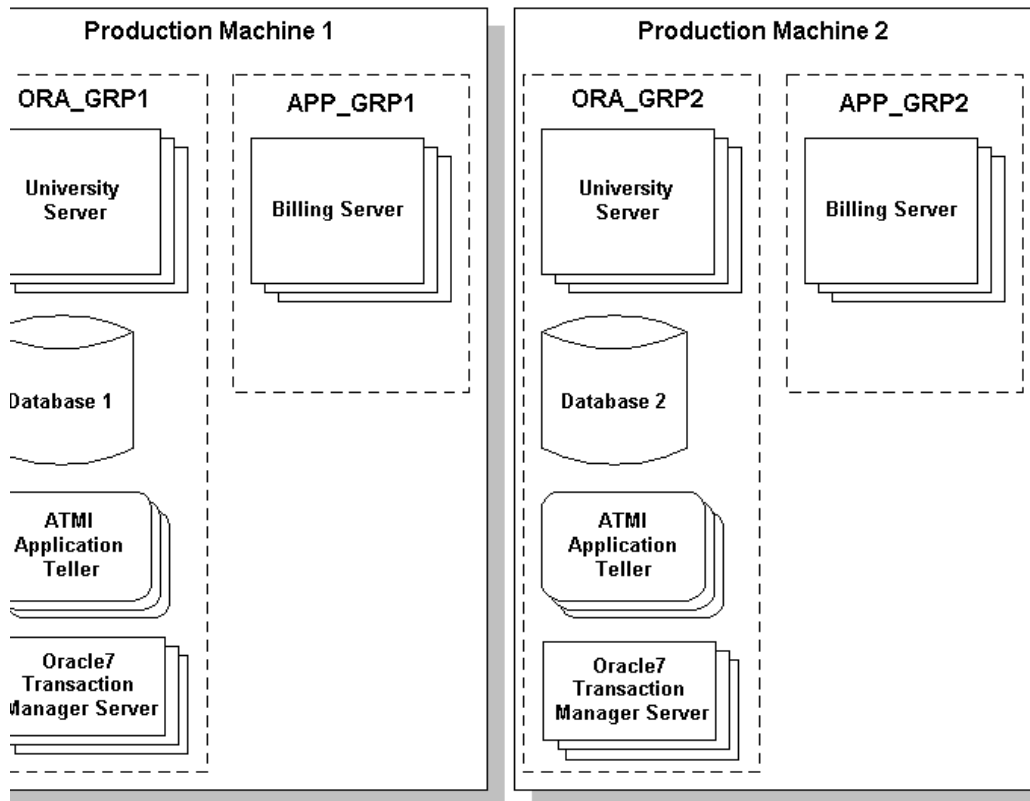 Production Machine 1
ORA_GRP1
University
Server
Database 1
ATMI
Application
Teller
Oracle7
Transaction
Manager Server
APP_GRP1
Billing Server
Production Machine 2
ORA_GRP2
University
Server
Database 2
ATMI
Application
Teller
Oracle7
Transaction
Manager Server
APP_GRP2
Billing Server